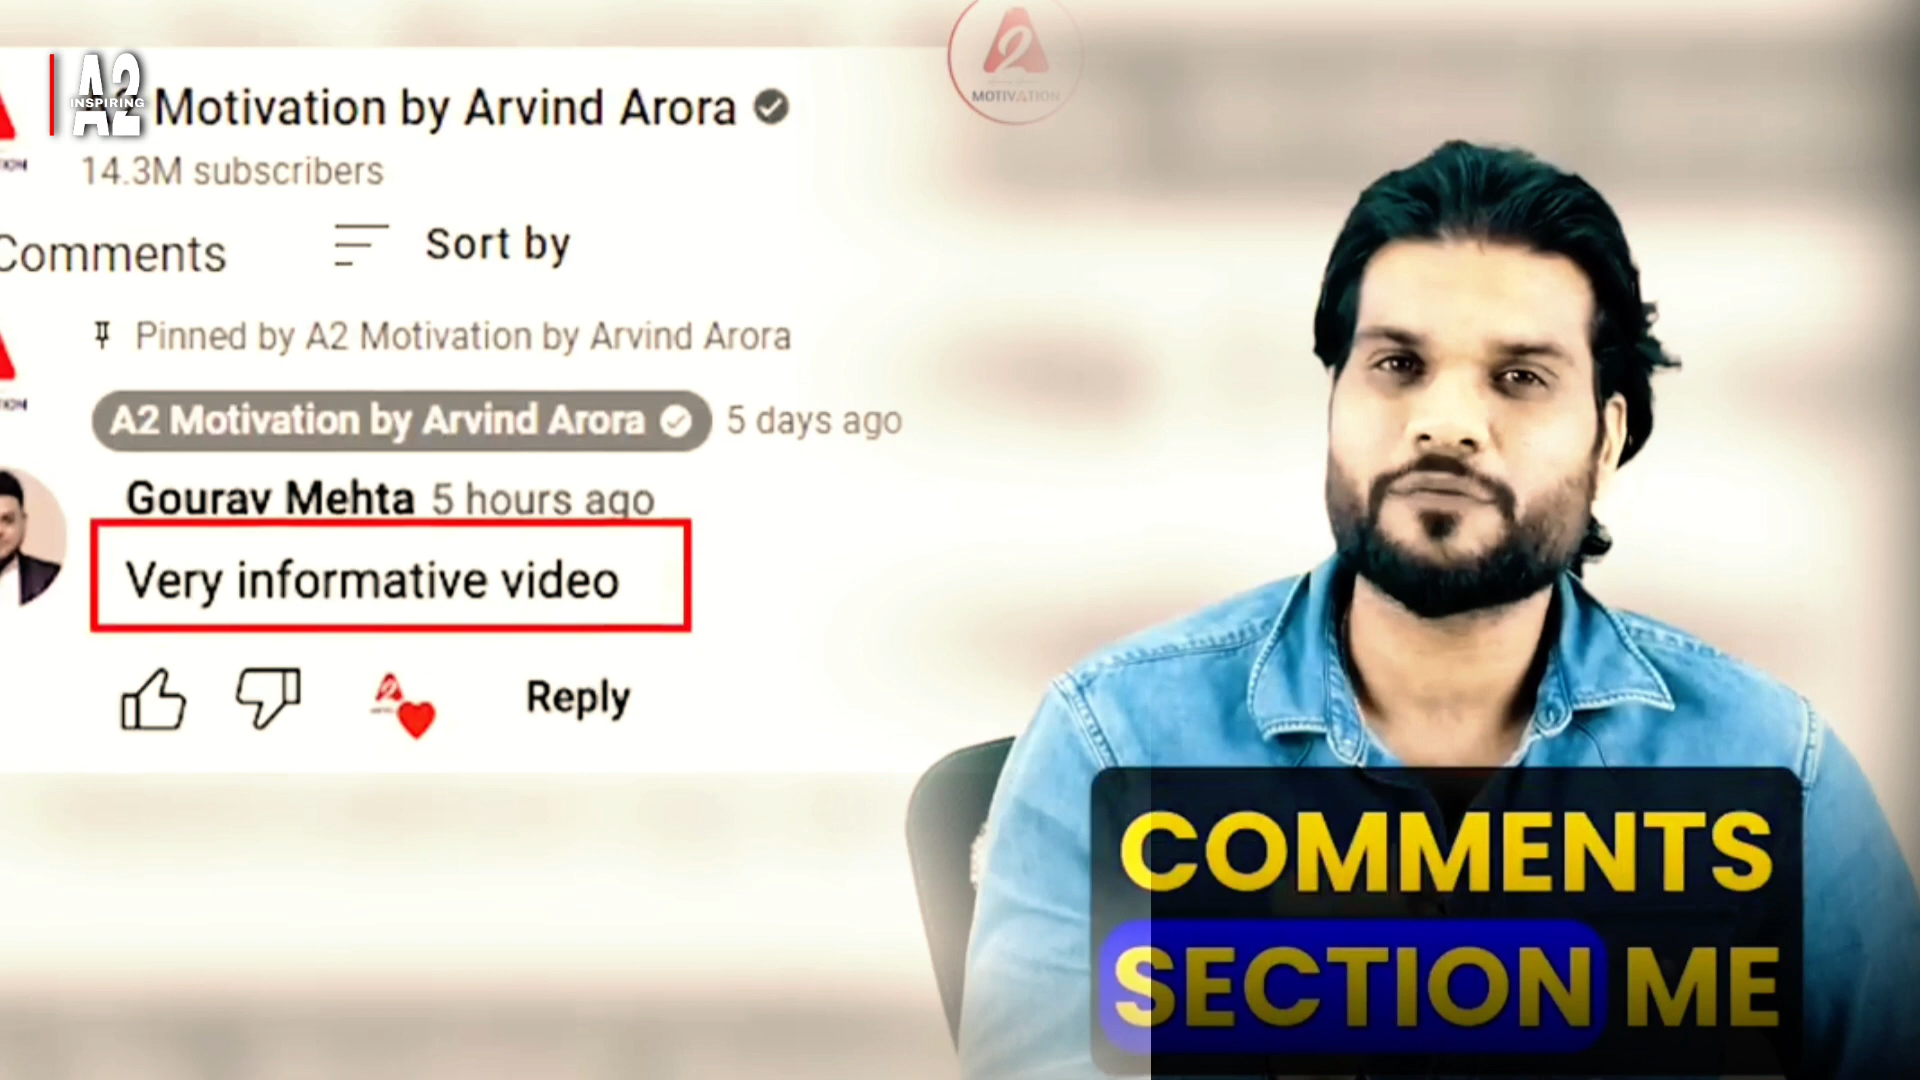 A2
INSPIRING
Motivation by Arvind Arora
14.3M subscribers
MOTIVATION
Comments
Sort by
Pinned by A2 Motivation by Arvind Arora
A2 Motivation by Arvind Arora
5 days ago
Gourav Mehta 5 hours ago
Very informative video
Reply
COMMENTS
SECTION ME